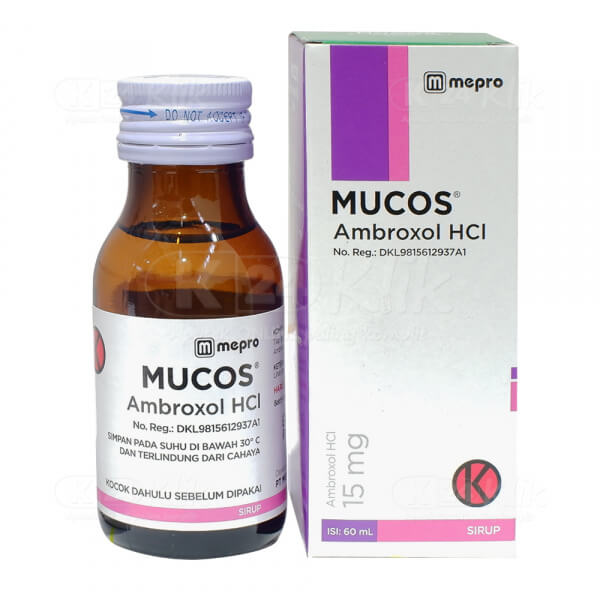 DO NOT ACCEPT
mepro
MUCOS®
Ambroxol HCl
No. Reg.: DKL9815612937A1
SIMPAN PADA SUHU DI BAWAH 30° C
DAN TERLINDUNG DARI CAHAYA
KOCOK DAHULU SEBELUM DIPAKAI
SIRUP
K
mepro
MUCOS®
Ambroxol HCl
No. Reg.: DKL9815612937A1
Ambroxol HCl
15 mg
K
ISI: 60 mL
SIRUP
K24Klik